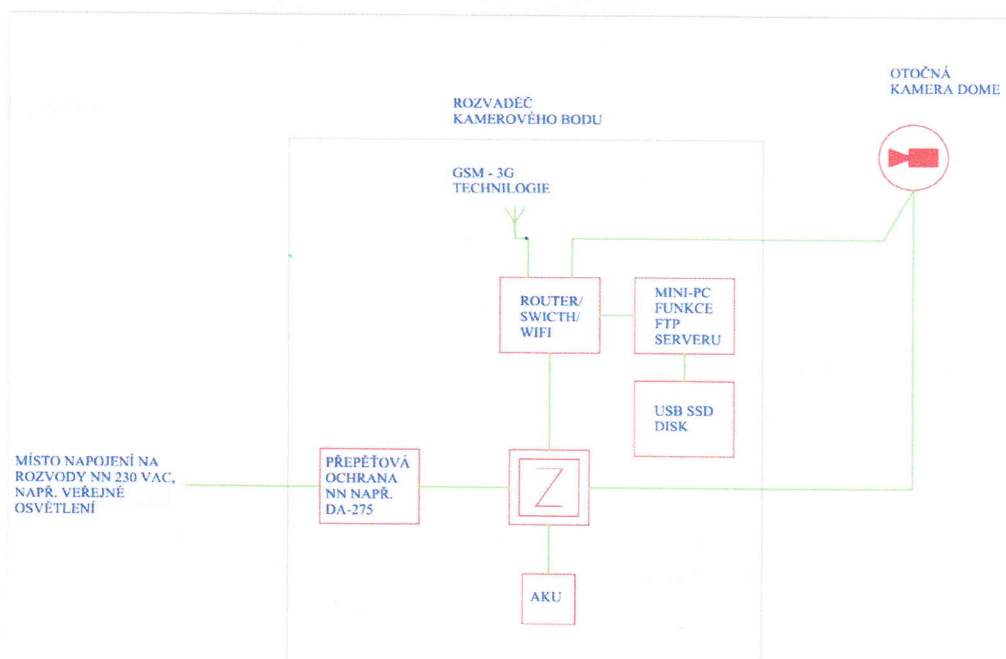 OTOČNÁ
KAMERA DOME
ROZVADĚČ
KAMEROVÉHO BODU
GSM - 3G
TECHNILOGIE
ROUTER/
SWICTH/
WIFI
MINI-PC
FUNKCE
FTP
SERVERU
USB SSD
DISK
MÍSTO NAPOJENÍ NA
ROZVODY NN 230 VAC,
NAPŘ. VEŘEJNÉ
OSVĚTLENÍ
PŘEPĚŤOVÁ
OCHRANA
NN NAPŘ.
DA-275
Z
AKU